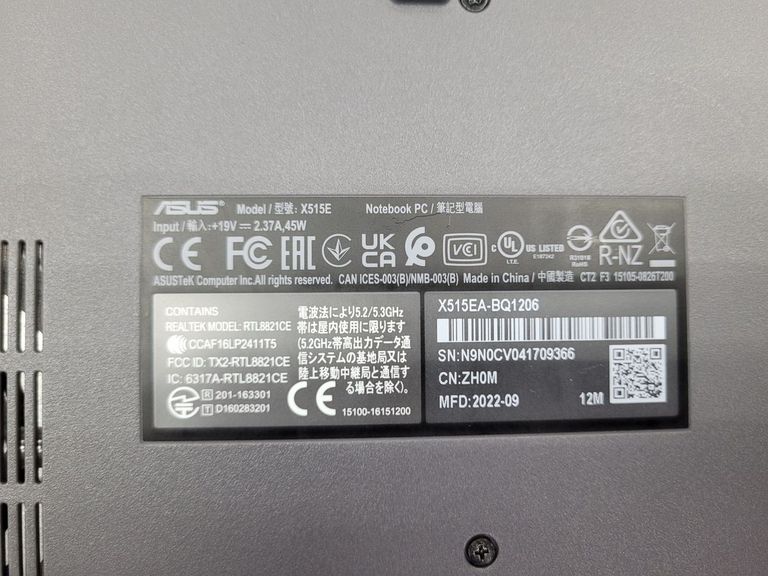 ASUS Model / 型號: X515E Notebook PC / 筆記型電腦
Input / 輸入: +19V ⎓ 2.37A, 45W
CE FC EAC UK CA VCI c UL US LISTED I.T.E. E187242 R3101B RoHS R-NZ
ASUSTeK Computer Inc. All rights reserved. CAN ICES-003(B)/NMB-003(B) Made in China / 中國製造 CT2 F3 15105-0826T200
CONTAINS
REALTEK MODEL: RTL8821CE
CCAF16LP2411T5
FCC ID: TX2-RTL8821CE
IC: 6317A-RTL8821CE
R 201-163301
T D160283201
電波法により5.2/5.3GHz
帯は屋内使用に限ります
(5.2GHz帯高出力データ通
信システムの基地局又は
陸上移動中継局と通信す
る場合を除く)。
CE 15100-16151200
X515EA-BQ1206
SN:N9N0CV041709366
CN:ZH0M
MFD:2022-09 12M